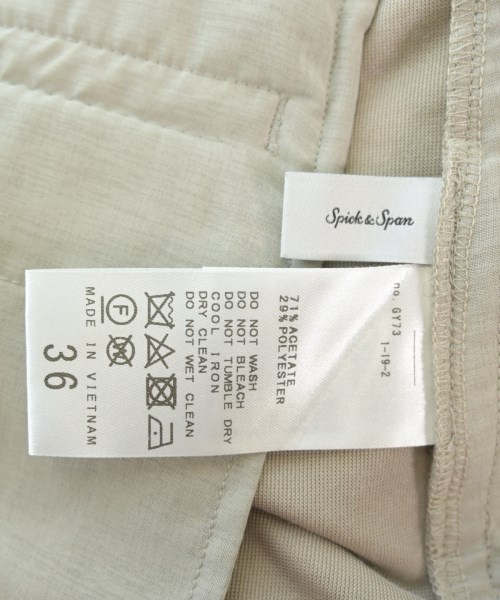 Spick & Span
no. GY73
1-19-2
71% ACETATE
29% POLYESTER
DO NOT WASH
DO NOT BLEACH
DO NOT TUMBLE DRY
COOL IRON
DRY CLEAN
DO NOT WET CLEAN
F
W
MADE IN VIETNAM
36